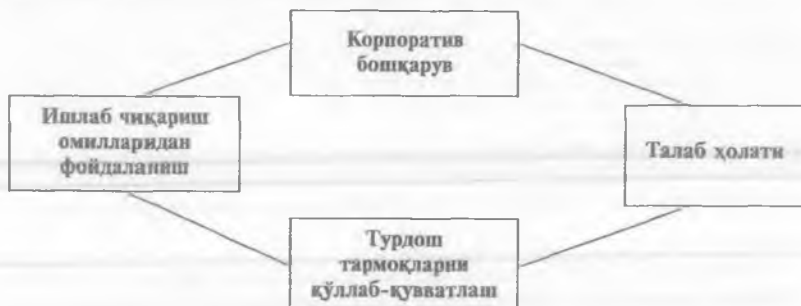 Корпоратив
бошқарув
Ишлаб чиқариш
омилларидан
фойдаланиш
Талаб ҳолати
Турдош
тармоқларни
қўллаб-қувватлаш